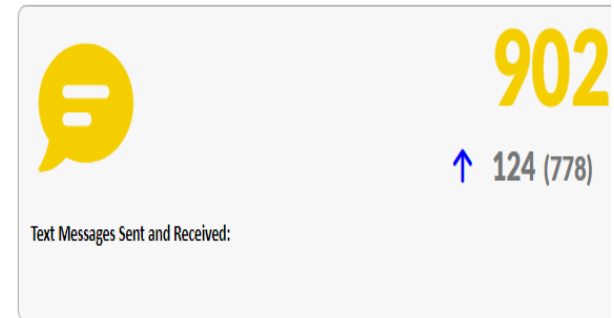 902
↑ 124 (778)
Text Messages Sent and Received: